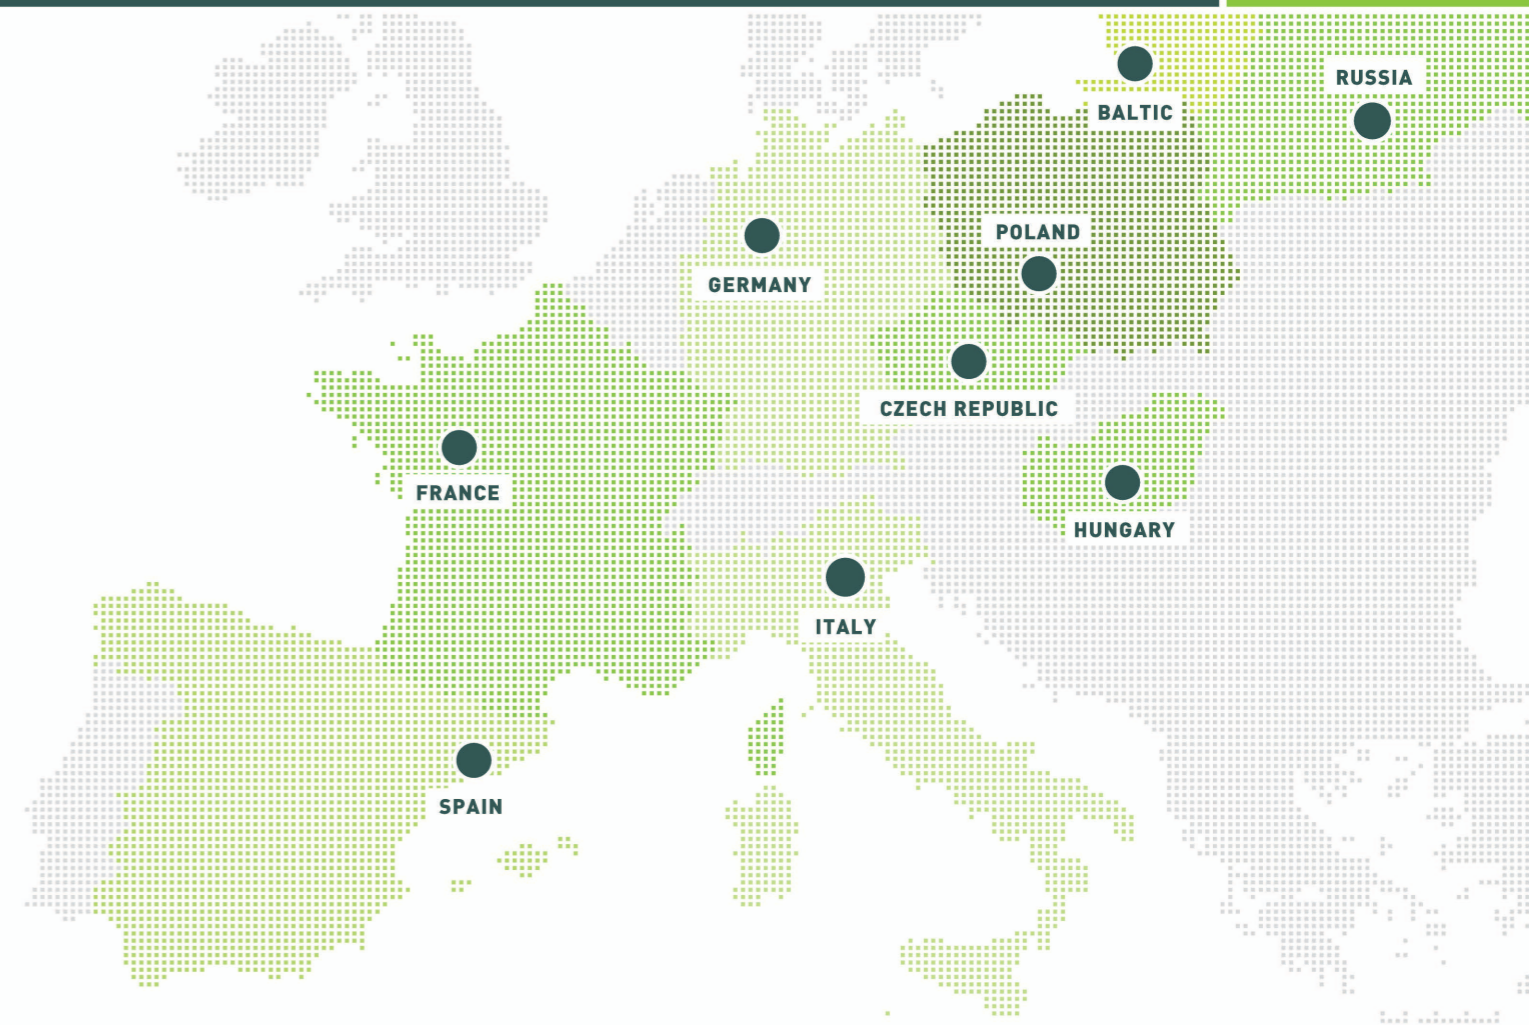 RUSSIA
BALTIC
POLAND
GERMANY
CZECH REPUBLIC
FRANCE
HUNGARY
ITALY
SPAIN